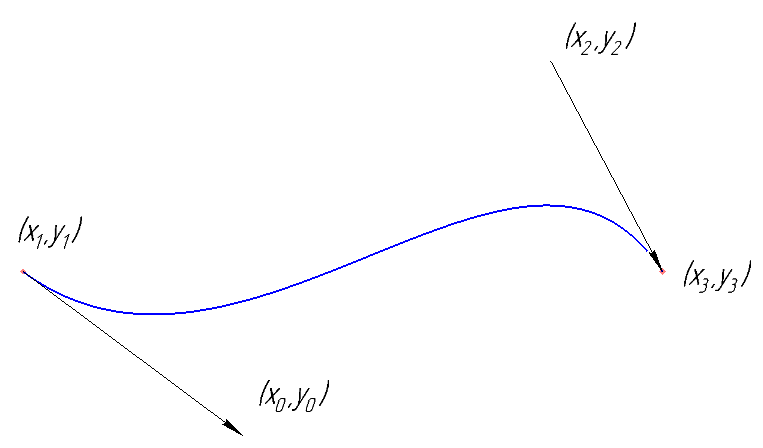 (x₂,y₂)
(x₁,y₁)
(x₃,y₃)
(x₀,y₀)